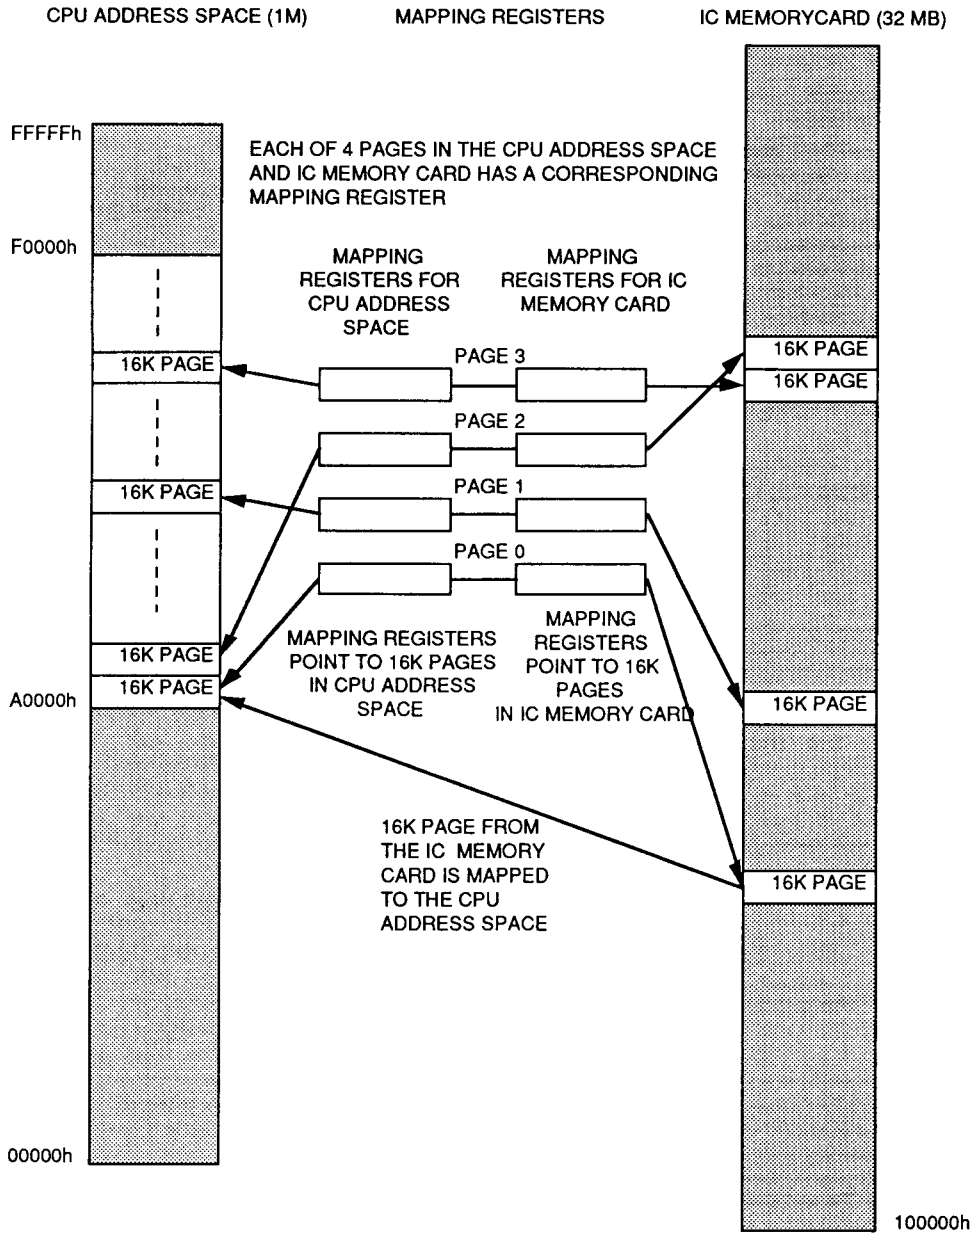 CPU ADDRESS SPACE (1M)
MAPPING REGISTERS
IC MEMORYCARD (32 MB)
FFFFFh
EACH OF 4 PAGES IN THE CPU ADDRESS SPACE
AND IC MEMORY CARD HAS A CORRESPONDING
MAPPING REGISTER
F0000h
MAPPING
REGISTERS FOR
CPU ADDRESS
SPACE
MAPPING
REGISTERS FOR IC
MEMORY CARD
PAGE 3
PAGE 2
PAGE 1
PAGE 0
16K PAGE
16K PAGE
16K PAGE
16K PAGE
A0000h
MAPPING REGISTERS
POINT TO 16K PAGES
IN CPU ADDRESS
SPACE
MAPPING
REGISTERS
POINT TO 16K
PAGES
IN IC MEMORY CARD
16K PAGE
16K PAGE
16K PAGE
16K PAGE
16K PAGE FROM
THE IC MEMORY
CARD IS MAPPED
TO THE CPU
ADDRESS SPACE
00000h
100000h